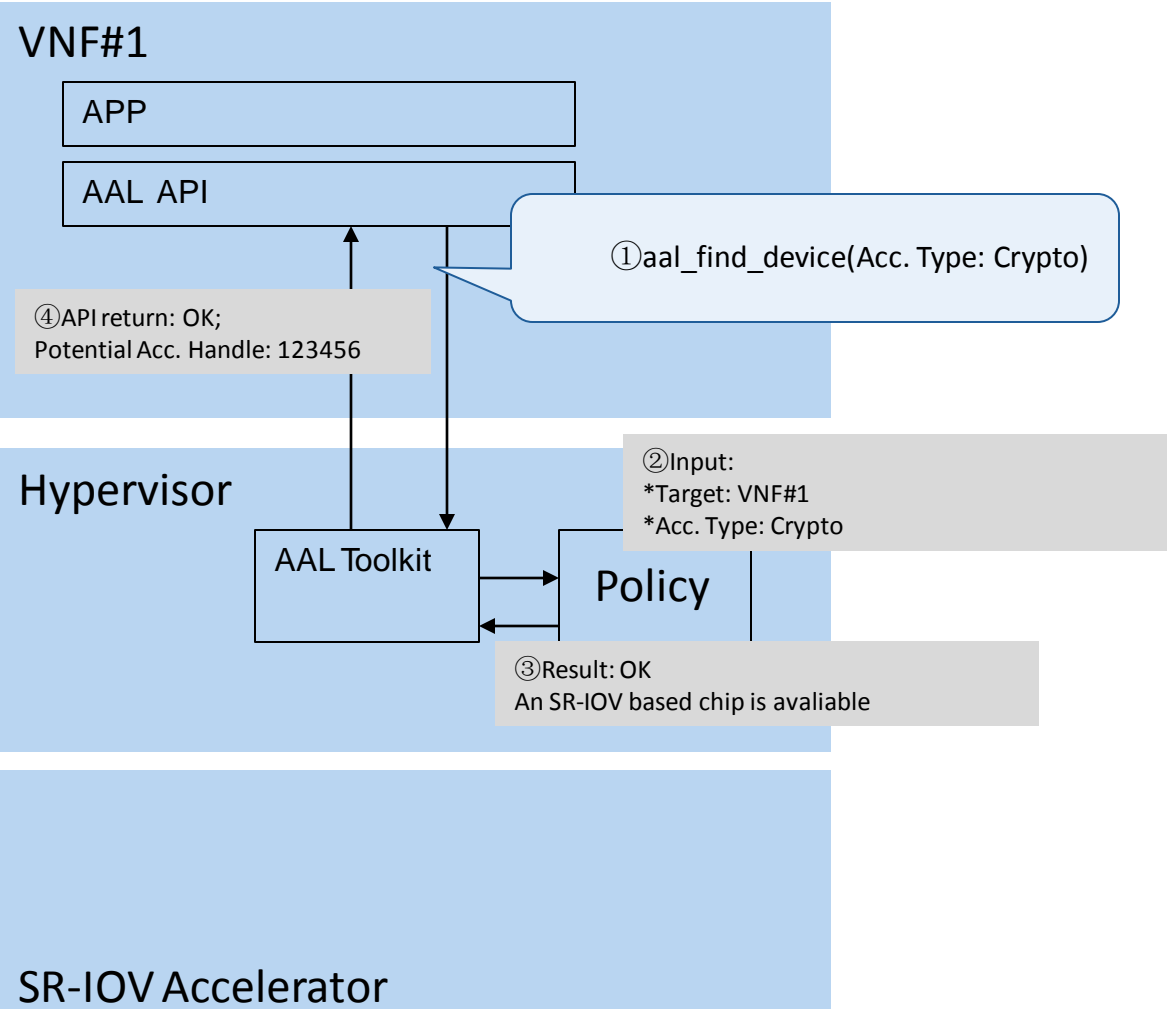 VNF#1
APP
AAL API
①aal_find_device(Acc. Type: Crypto)
④API return: OK;
Potential Acc. Handle: 123456
Hypervisor
②Input:
*Target: VNF#1
*Acc. Type: Crypto
AAL Toolkit
Policy
③Result: OK
An SR-IOV based chip is avaliable
SR-IOV Accelerator